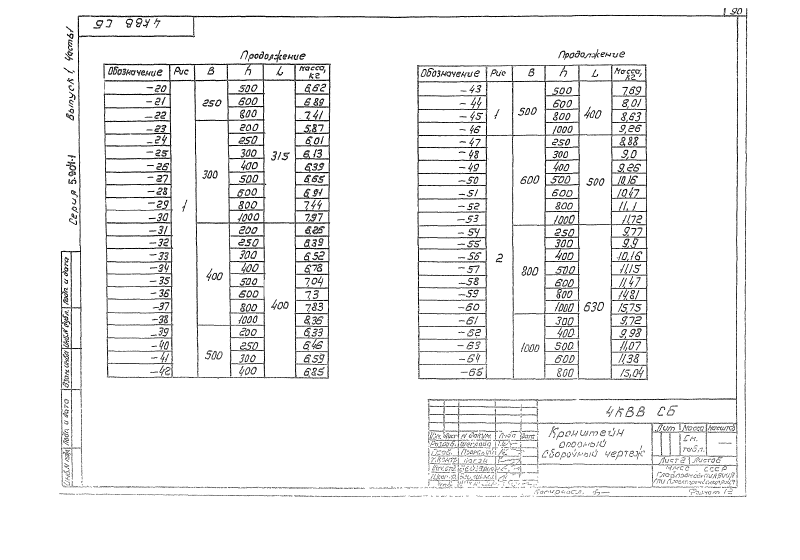 90
4КВВ СБ
Выпуск 1, Часть 1
Серия 5.904-1
Продолжение
Обозначение Рис В h L Масса, кг
-20 1 250 500 315 6,62
-21 600 6,89
-22 800 7,41
-23 300 200 5,87
-24 250 6,01
-25 300 6,13
-26 400 6,39
-27 500 6,65
-28 600 6,91
-29 800 7,44
-30 1000 7,97
-31 400 200 400 6,26
-32 250 6,39
-33 300 6,52
-34 400 6,78
-35 500 7,04
-36 600 7,3
-37 800 7,83
-38 1000 8,36
-39 500 200 6,33
-40 250 6,46
-41 300 6,59
-42 400 6,85
Продолжение
Обозначение Рис В h L Масса, кг
-43 1 500 500 400 7,69
-44 600 8,01
-45 800 8,63
-46 1000 9,26
-47 2 600 250 500 8,88
-48 300 9,0
-49 400 9,26
-50 500 10,16
-51 600 10,47
-52 800 11,1
-53 1000 11,72
-54 800 250 630 9,77
-55 300 9,9
-56 400 10,16
-57 500 11,15
-58 600 11,47
-59 800 14,81
-60 1000 15,75
-61 1000 300 9,72
-62 400 9,98
-63 500 11,07
-64 600 11,38
-65 800 15,04
4КВВ СБ
Кронштейн
опорный
Сборочный чертеж
Лит Масса Масштаб
См.
табл.
—
Лист 2 Листов
ММСС СССР
Изм. Лист № докум. Подп. Дата
Инв.№ подл. Подп. и дата Взам. инв.№ Инв.№ дубл. Подп. и дата
Копировал
Формат 12